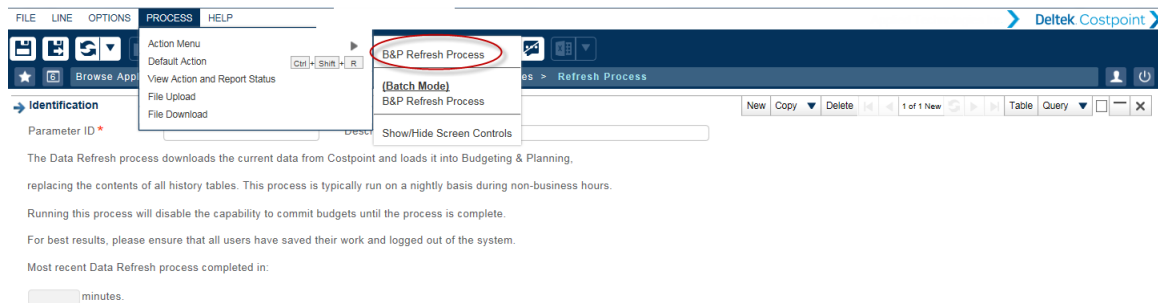 FILE LINE OPTIONS PROCESS HELP
Deltek Costpoint
Action Menu
Default Action Ctrl + Shift + R
View Action and Report Status
File Upload
File Download
B&P Refresh Process
(Batch Mode)
B&P Refresh Process
Show/Hide Screen Controls
6 Browse Appl
es > Refresh Process
Identification
New Copy Delete 1 of 1 New Table Query
Parameter ID * Descr
The Data Refresh process downloads the current data from Costpoint and loads it into Budgeting & Planning,
replacing the contents of all history tables. This process is typically run on a nightly basis during non-business hours.
Running this process will disable the capability to commit budgets until the process is complete.
For best results, please ensure that all users have saved their work and logged out of the system.
Most recent Data Refresh process completed in:
minutes.